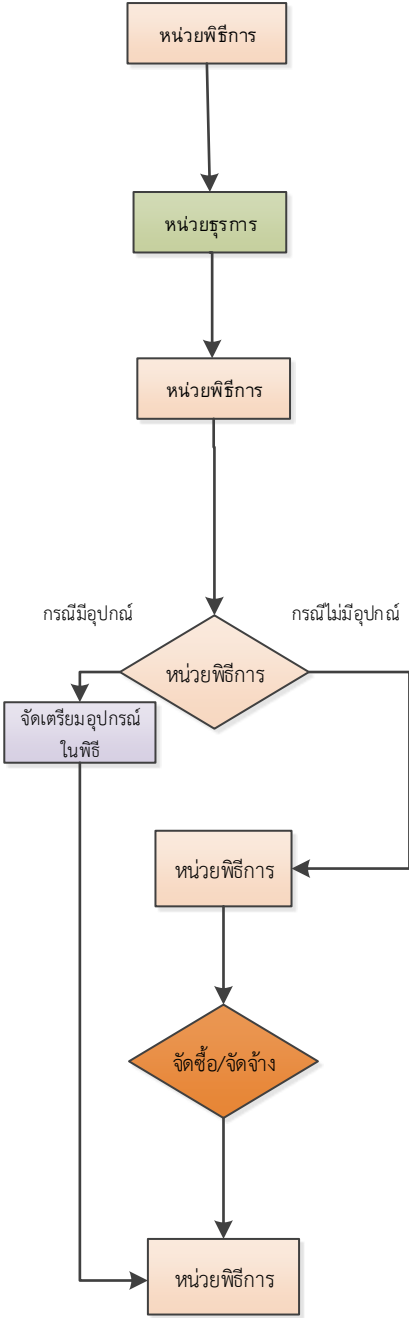 หน่วยพิธีการ
หน่วยธุรการ
หน่วยพิธีการ
กรณีมีอุปกณ์
กรณีไม่มีอุปกณ์
หน่วยพิธีการ
จัดเตรียมอุปกรณ์
ในพิธี
หน่วยพิธีการ
จัดซื้อ/จัดจ้าง
หน่วยพิธีการ